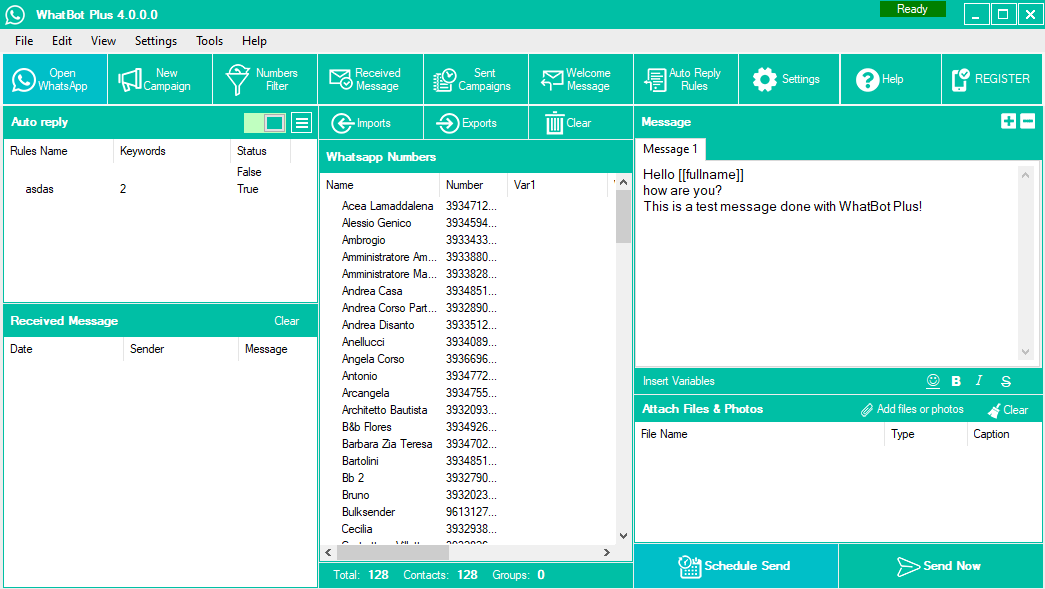 WhatBot Plus 4.0.0.0
Ready
File Edit View Settings Tools Help
Open WhatsApp
New Campaign
Numbers Filter
Received Message
Sent Campaigns
Welcome Message
Auto Reply Rules
Settings
Help
REGISTER
Auto reply
Rules Name Keywords Status
False
asdas 2 True
Received Message Clear
Date Sender Message
Imports Exports Clear
Whatsapp Numbers
Name Number Var1
Acea Lamaddalena 3934712...
Alessio Genico 3934594...
Ambrogio 3933433...
Amministratore Am... 3933880...
Amministratore Ma... 3933828...
Andrea Casa 3934851...
Andrea Corso Part... 3932890...
Andrea Disanto 3933512...
Anellucci 3934089...
Angela Corso 3936696...
Antonio 3934772...
Arcangela 3934755...
Architetto Bautista 3932093...
B&b Flores 3934926...
Barbara Zia Teresa 3934702...
Bartolini 3934851...
Bb 2 3932790...
Bruno 3932023...
Bulksender 9613127...
Cecilia 3932938...
Total: 128 Contacts: 128 Groups: 0
Message
Message 1
Hello [[fullname]]
how are you?
This is a test message done with WhatBot Plus!
Insert Variables B I S
Attach Files & Photos Add files or photos Clear
File Name Type Caption
Schedule Send Send Now